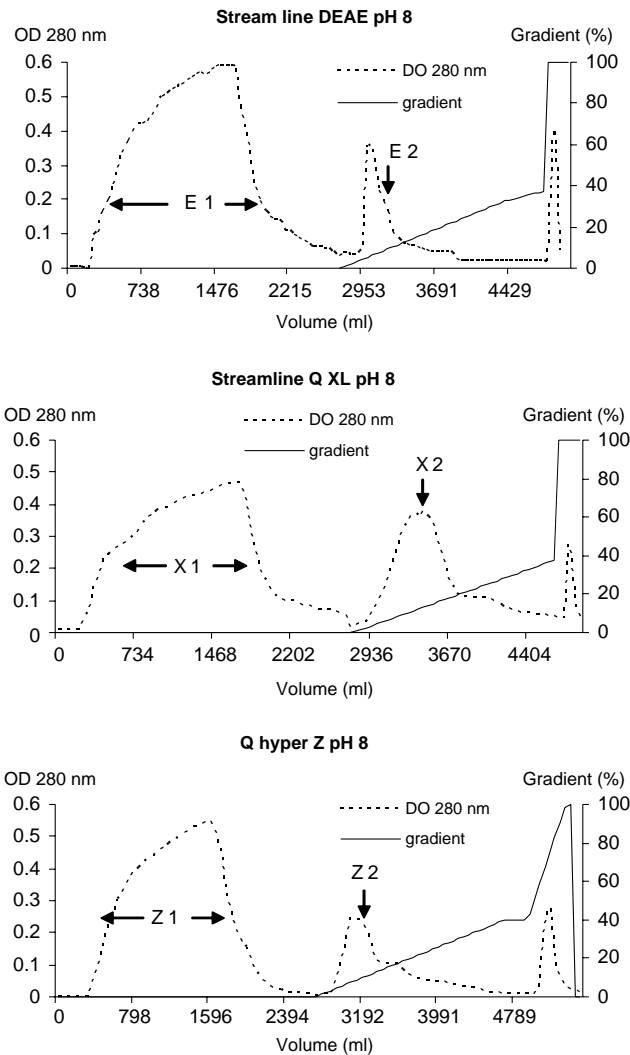 Stream line DEAE pH 8
OD 280 nm
Gradient (%)
DO 280 nm
gradient
0.6
0.5
0.4
0.3
0.2
0.1
0
100
80
60
40
20
0
E 1
E 2
0 738 1476 2215 2953 3691 4429
Volume (ml)
Streamline Q XL pH 8
OD 280 nm
Gradient (%)
DO 280 nm
gradient
0.6
0.5
0.4
0.3
0.2
0.1
0
100
80
60
40
20
0
X 1
X 2
0 734 1468 2202 2936 3670 4404
Volume (ml)
Q hyper Z pH 8
OD 280 nm
Gradient (%)
DO 280 nm
gradient
0.6
0.5
0.4
0.3
0.2
0.1
0
100
80
60
40
20
0
Z 1
Z 2
0 798 1596 2394 3192 3991 4789
Volume (ml)